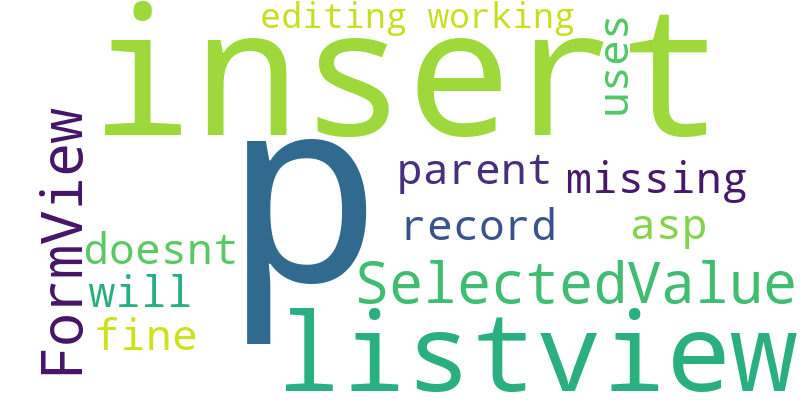 editing working
insert
uses
p
FormView
parent
missing
record
asp
doesnt
will
fine
SelectedValue
listview